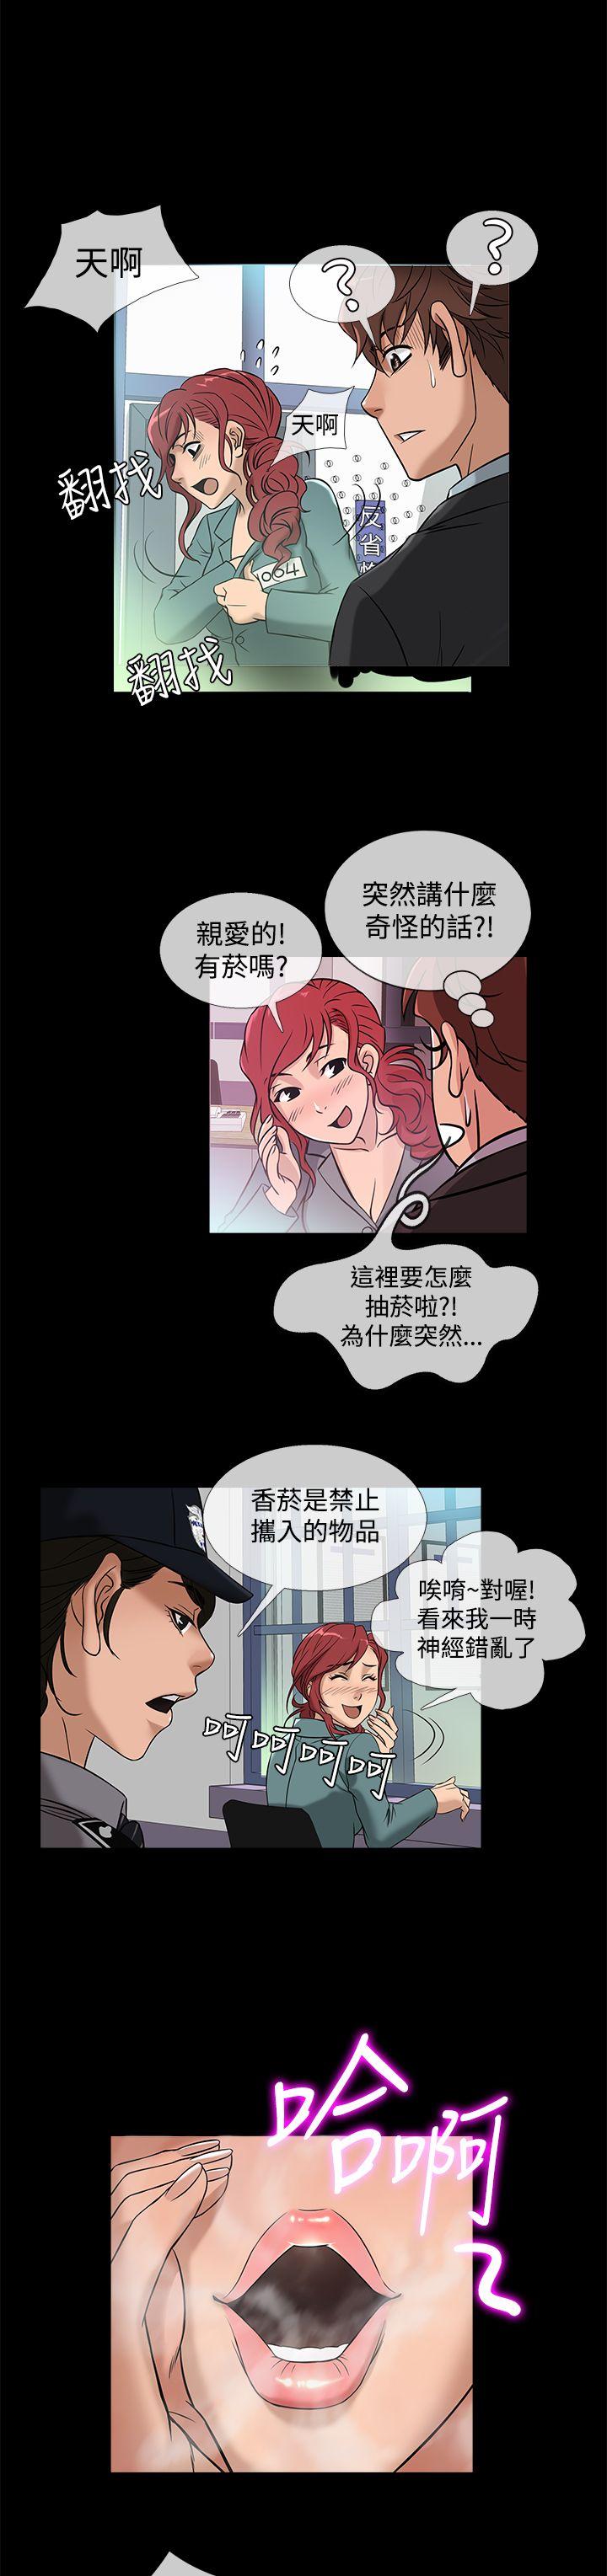 ?
天啊
?
天啊
翻找
反省
064
翻找
突然講什麼
奇怪的話?!
親愛的!
有菸嗎?
這裡要怎麼
抽菸啦?!
為什麼突然...
香菸是禁止
攜入的物品
唉唷~對喔!
看來我一時
神經錯亂了
呵呵呵呵
哈啊~